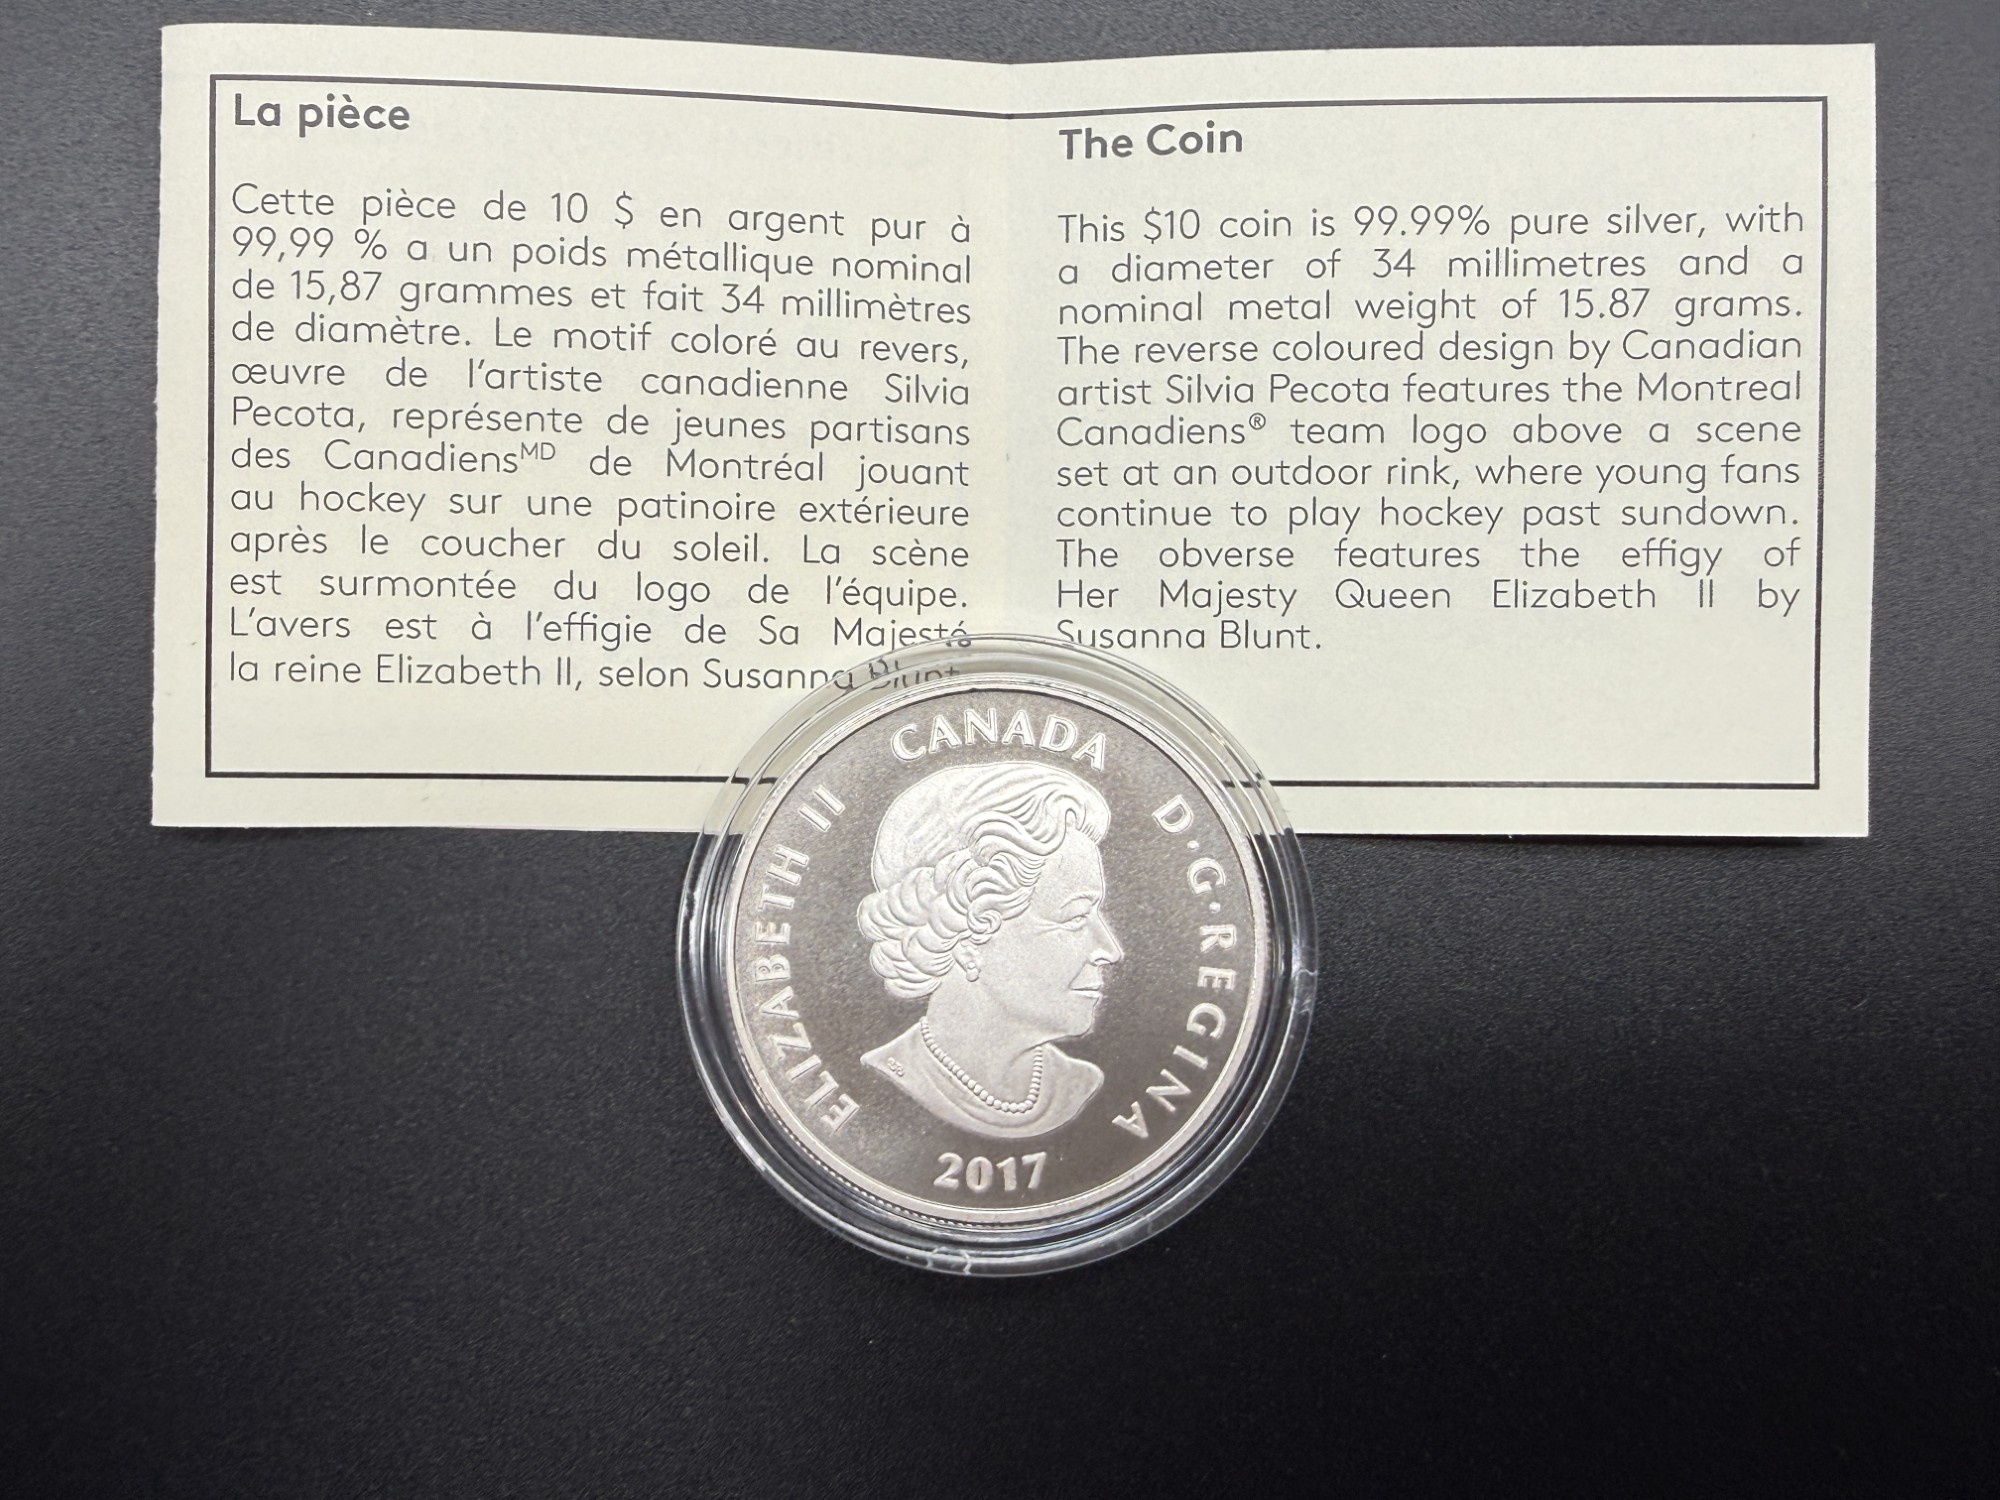 La pièce
Cette pièce de 10 $ en argent pur à
99,99 % a un poids métallique nominal
de 15,87 grammes et fait 34 millimètres
de diamètre. Le motif coloré au revers,
œuvre de l'artiste canadienne Silvia
Pecota, représente de jeunes partisans
des Canadiensᴹᴰ de Montréal jouant
au hockey sur une patinoire extérieure
après le coucher du soleil. La scène
est surmontée du logo de l'équipe.
L'avers est à l'effigie de Sa Majesté
la reine Elizabeth II, selon Susanna Blunt.
The Coin
This $10 coin is 99.99% pure silver, with
a diameter of 34 millimetres and a
nominal metal weight of 15.87 grams.
The reverse coloured design by Canadian
artist Silvia Pecota features the Montreal
Canadiens® team logo above a scene
set at an outdoor rink, where young fans
continue to play hockey past sundown.
The obverse features the effigy of
Her Majesty Queen Elizabeth II by
Susanna Blunt.
ELIZABETH II
CANADA
D·G·REGINA
2017